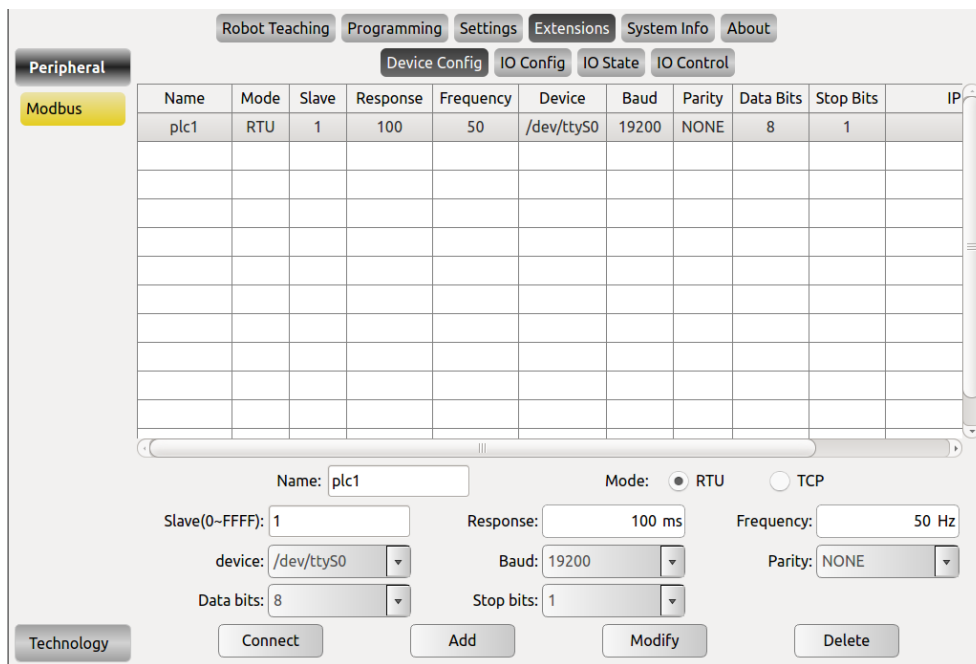 Robot Teaching Programming Settings Extensions System Info About
Peripheral
Device Config IO Config IO State IO Control
Modbus
Name Mode Slave Response Frequency Device Baud Parity Data Bits Stop Bits IP
plc1 RTU 1 100 50 /dev/ttyS0 19200 NONE 8 1
Name: plc1 Mode: RTU TCP
Slave(0~FFFF): 1 Response: 100 ms Frequency: 50 Hz
device: /dev/ttyS0 Baud: 19200 Parity: NONE
Data bits: 8 Stop bits: 1
Technology Connect Add Modify Delete